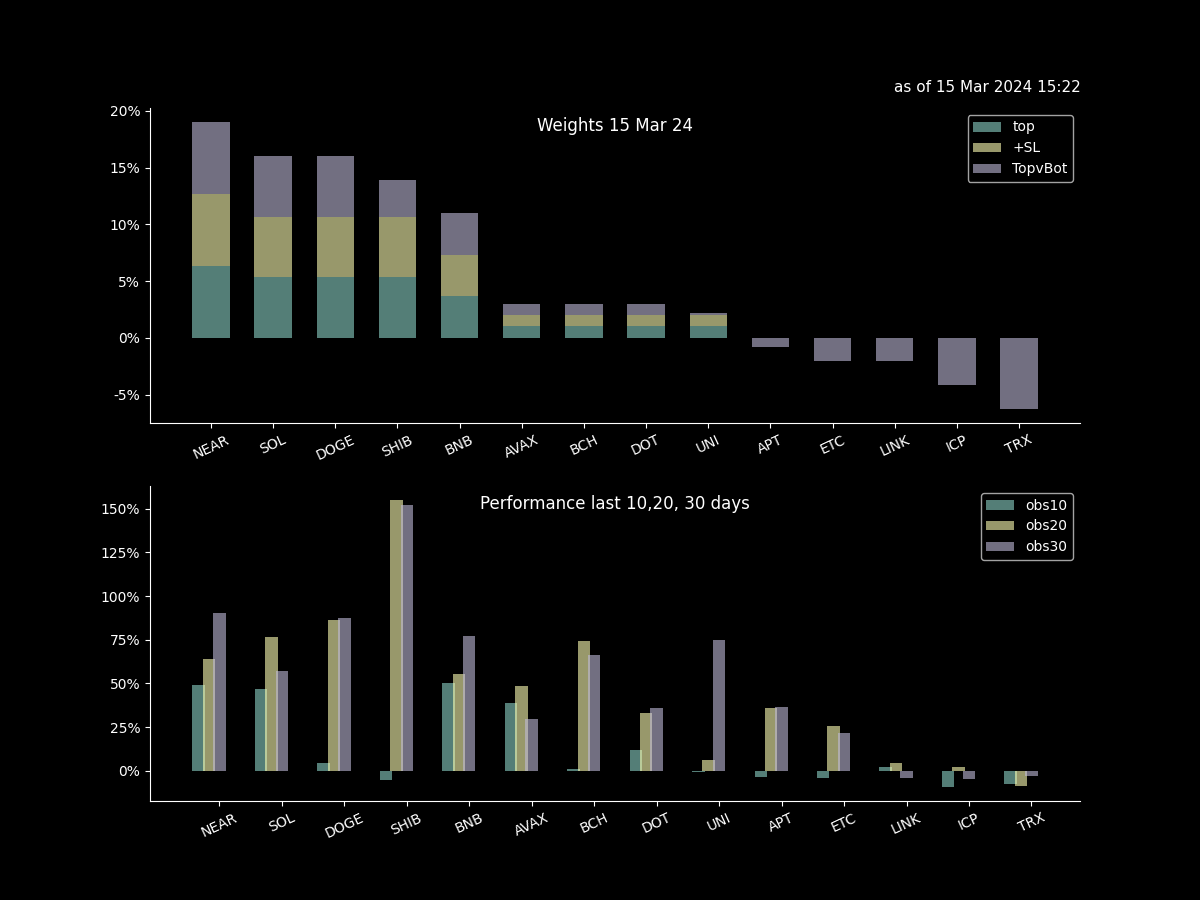 as of 15 Mar 2024 15:22
Weights 15 Mar 24
top
+SL
TopvBot
20%
15%
10%
5%
0%
-5%
NEAR SOL DOGE SHIB BNB AVAX BCH DOT UNI APT ETC LINK ICP TRX
Performance last 10,20, 30 days
obs10
obs20
obs30
150%
125%
100%
75%
50%
25%
0%
NEAR SOL DOGE SHIB BNB AVAX BCH DOT UNI APT ETC LINK ICP TRX